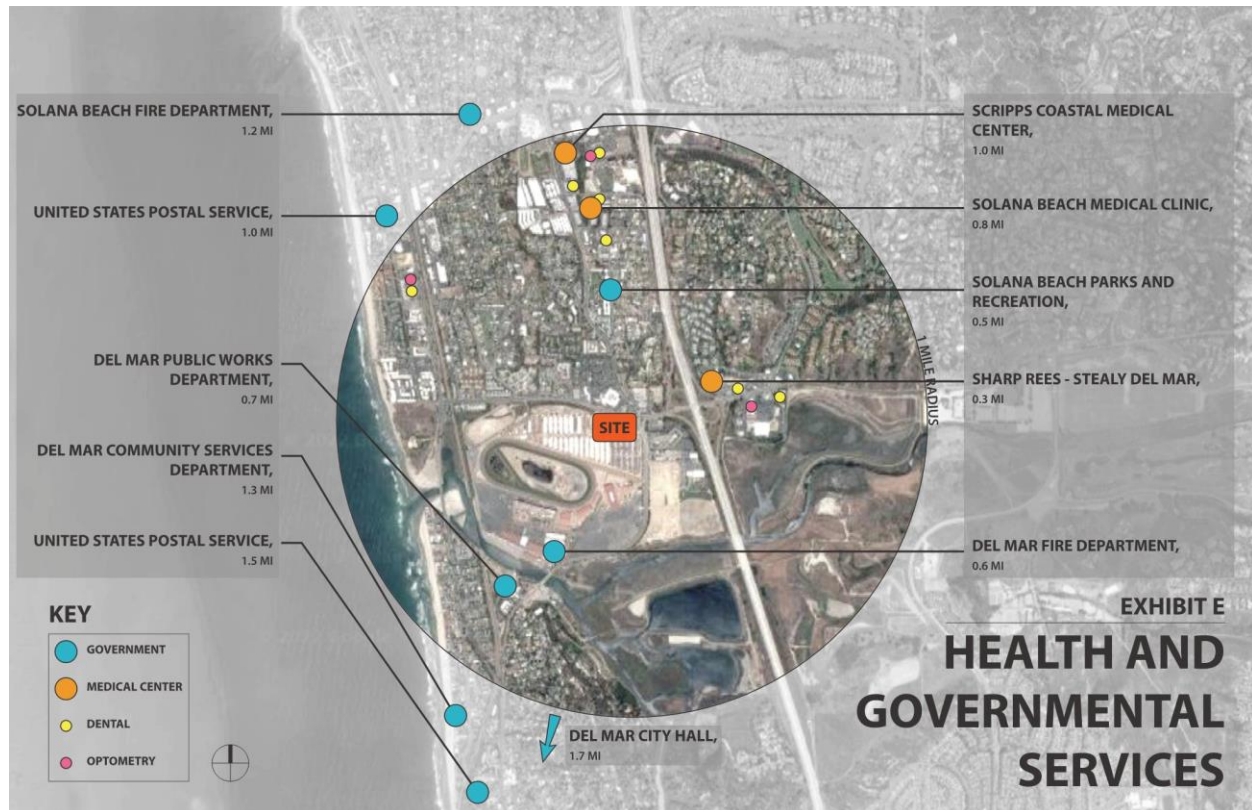 SOLANA BEACH FIRE DEPARTMENT,
1.2 MI
UNITED STATES POSTAL SERVICE,
1.0 MI
DEL MAR PUBLIC WORKS
DEPARTMENT,
0.7 MI
DEL MAR COMMUNITY SERVICES
DEPARTMENT,
1.3 MI
UNITED STATES POSTAL SERVICE,
1.5 MI
SCRIPPS COASTAL MEDICAL
CENTER,
1.0 MI
SOLANA BEACH MEDICAL CLINIC,
0.8 MI
SOLANA BEACH PARKS AND
RECREATION,
0.5 MI
1 MILE RADIUS
SHARP REES - STEALY DEL MAR,
0.3 MI
SITE
DEL MAR FIRE DEPARTMENT,
0.6 MI
KEY
GOVERNMENT
MEDICAL CENTER
DENTAL
OPTOMETRY
DEL MAR CITY HALL,
1.7 MI
EXHIBIT E
HEALTH AND
GOVERNMENTAL
SERVICES